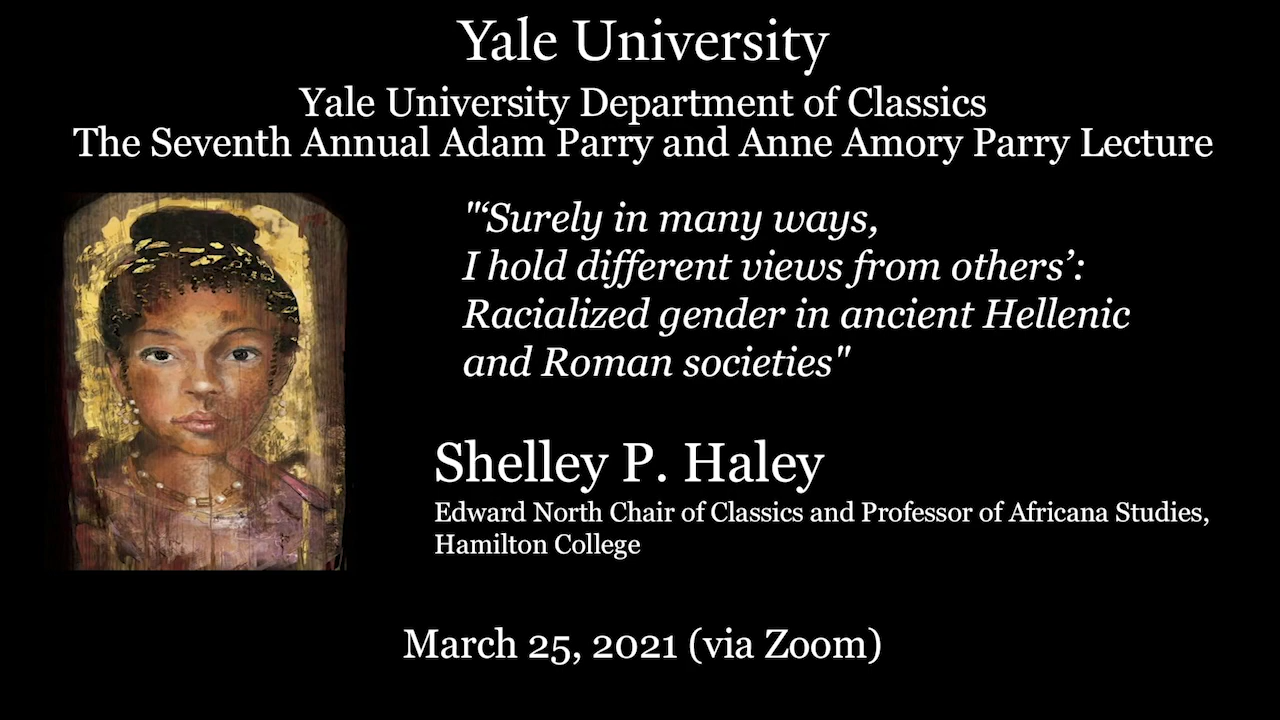 Yale University
Yale University Department of Classics
The Seventh Annual Adam Parry and Anne Amory Parry Lecture
"‘Surely in many ways,
I hold different views from others’:
Racialized gender in ancient Hellenic
and Roman societies"
Shelley P. Haley
Edward North Chair of Classics and Professor of Africana Studies,
Hamilton College
March 25, 2021 (via Zoom)